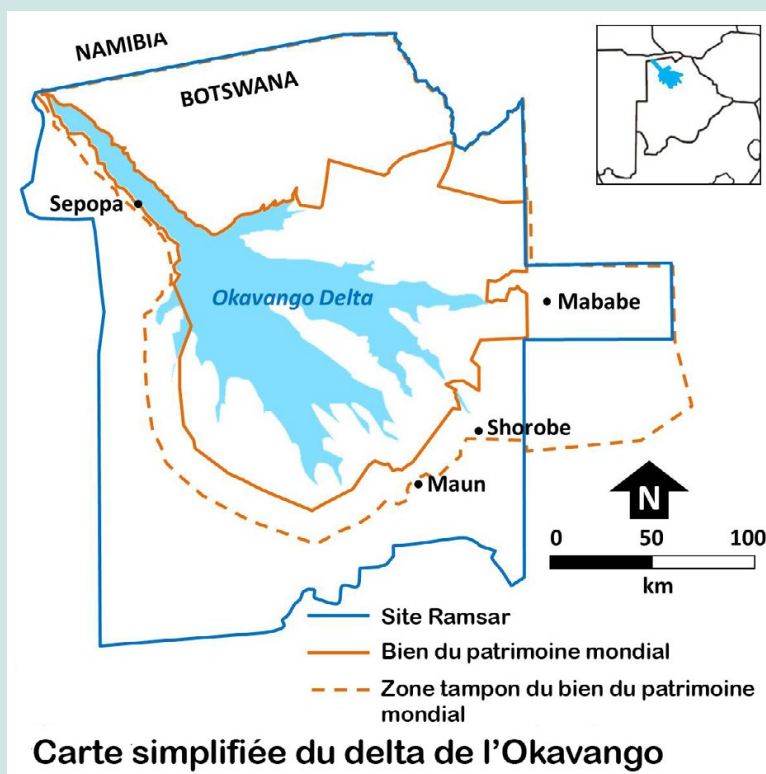 NAMIBIA
BOTSWANA
Sepopa
Okavango Delta
Mababe
Shorobe
Maun
N
0 50 100
km
Site Ramsar
Bien du patrimoine mondial
Zone tampon du bien du patrimoine
mondial
Carte simplifiée du delta de l’Okavango